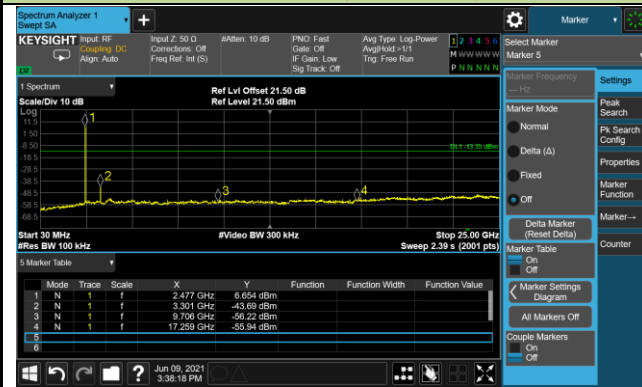 Spectrum Analyzer 1
Swept SA
Marker
KEYSIGHT
Input: RF
Coupling: DC
Align: Auto
Input Z: 50 Ω
Corrections: Off
Freq Ref: Int (S)
#Atten: 10 dB
PNO: Fast
Gate: Off
IF Gain: Low
Sig Track: Off
Avg Type: Log-Power
Avg|Hold:>1/1
Trig: Free Run
1 2 3 4 5 6
M W W W W W
P N N N N N
Select Marker
Marker 5
Marker Frequency
--- Hz
Marker Mode
Normal
Delta (Δ)
Fixed
Off
Delta Marker
(Reset Delta)
Marker Table
On
Off
Marker Settings
Diagram
All Markers Off
Couple Markers
On
Off
Settings
Peak
Search
Pk Search
Config
Properties
Marker
Function
Marker→
Counter
1 Spectrum
Scale/Div 10 dB
Ref Lvl Offset 21.50 dB
Ref Level 21.50 dBm
Log
11.5
1.50
-8.50
-18.5
-28.5
-38.5
-48.5
-58.5
-68.5
1
2
3
4
Start 30 MHz
#Video BW 300 kHz
Stop 25.00 GHz
#Res BW 100 kHz
Sweep 2.39 s (2001 pts)
5 Marker Table
Mode Trace Scale X Y Function Function Width Function Value
1 N 1 f 2.477 GHz 6.654 dBm
2 N 1 f 3.301 GHz -43.69 dBm
3 N 1 f 9.706 GHz -56.22 dBm
4 N 1 f 17.259 GHz -55.94 dBm
5
6
Jun 09, 2021
3:38:18 PM